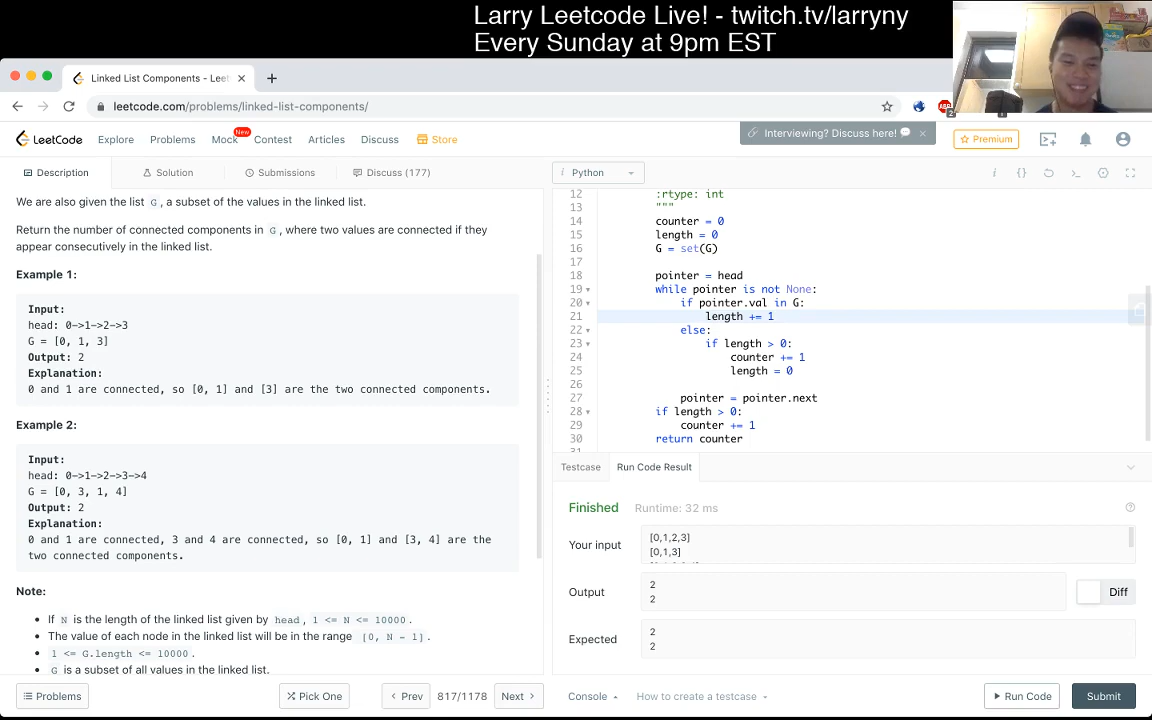 Larry Leetcode Live! - twitch.tv/larryny
Every Sunday at 9pm EST
Linked List Components - Leet
leetcode.com/problems/linked-list-components/
LeetCode
Explore
Problems
Mock
New
Contest
Articles
Discuss
Store
Interviewing? Discuss here!
Premium
Description
Solution
Submissions
Discuss (177)
i Python
We are also given the list G, a subset of the values in the linked list.
Return the number of connected components in G, where two values are connected if they
appear consecutively in the linked list.
Example 1:
Input:
head: 0->1->2->3
G = [0, 1, 3]
Output: 2
Explanation:
0 and 1 are connected, so [0, 1] and [3] are the two connected components.
Example 2:
Input:
head: 0->1->2->3->4
G = [0, 3, 1, 4]
Output: 2
Explanation:
0 and 1 are connected, 3 and 4 are connected, so [0, 1] and [3, 4] are the
two connected components.
Note:
If N is the length of the linked list given by head, 1 <= N <= 10000.
The value of each node in the linked list will be in the range [0, N - 1].
1 <= G.length <= 10000.
G is a subset of all values in the linked list.
12 :rtype: int
13 """
14 counter = 0
15 length = 0
16 G = set(G)
17
18 pointer = head
19 while pointer is not None:
20 if pointer.val in G:
21 length += 1
22 else:
23 if length > 0:
24 counter += 1
25 length = 0
26
27 pointer = pointer.next
28 if length > 0:
29 counter += 1
30 return counter
Testcase
Run Code Result
Finished
Runtime: 32 ms
Your input
[0,1,2,3]
[0,1,3]
Output
2
2
Diff
Expected
2
2
Problems
Pick One
Prev
817/1178
Next
Console
How to create a testcase
Run Code
Submit